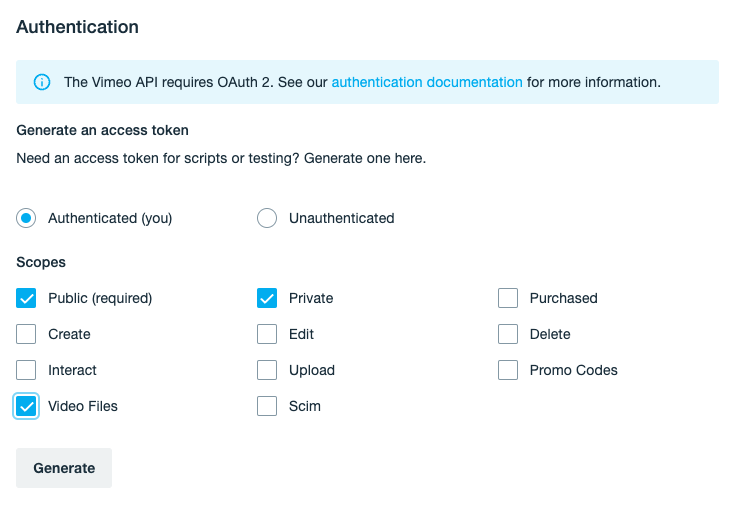 Authentication
The Vimeo API requires OAuth 2. See our authentication documentation for more information.
Generate an access token
Need an access token for scripts or testing? Generate one here.
Authenticated (you) Unauthenticated
Scopes
Public (required) Private Purchased
Create Edit Delete
Interact Upload Promo Codes
Video Files Scim
Generate